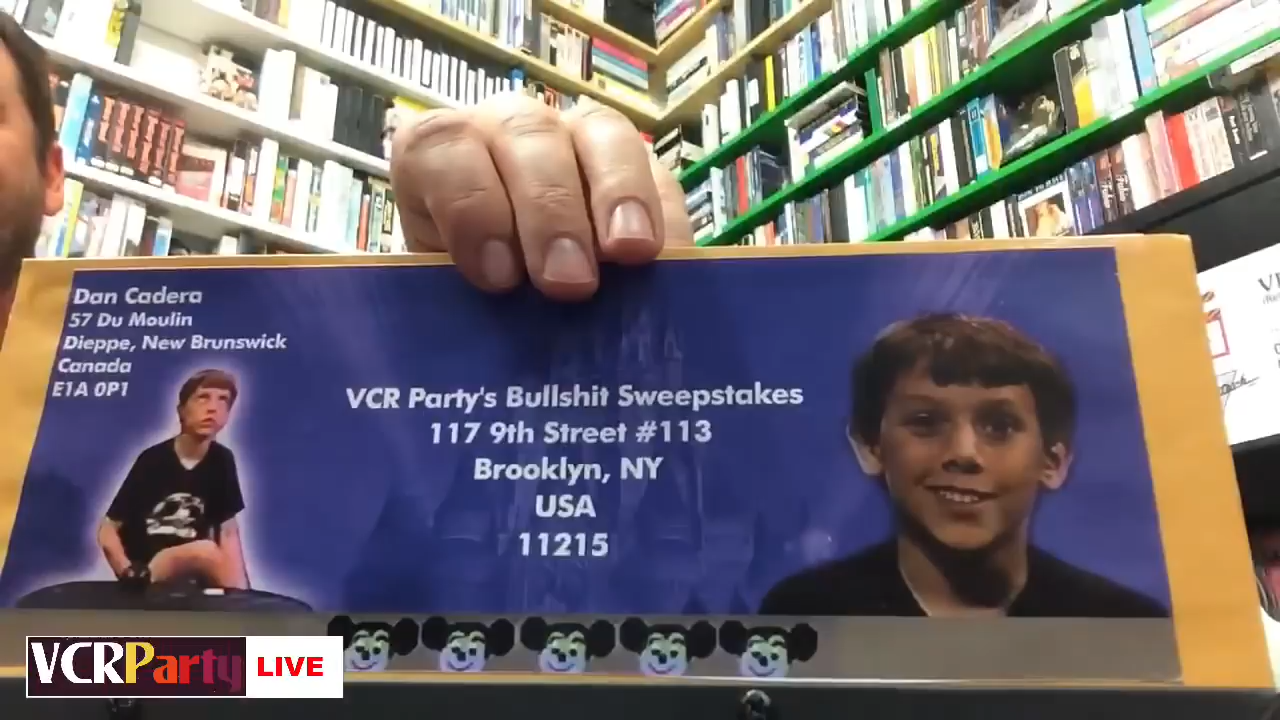 Dan Cadera
57 Du Moulin
Dieppe, New Brunswick
Canada
E1A 0P1
VCR Party's Bullshit Sweepstakes
117 9th Street #113
Brooklyn, NY
USA
11215
VCRParty LIVE